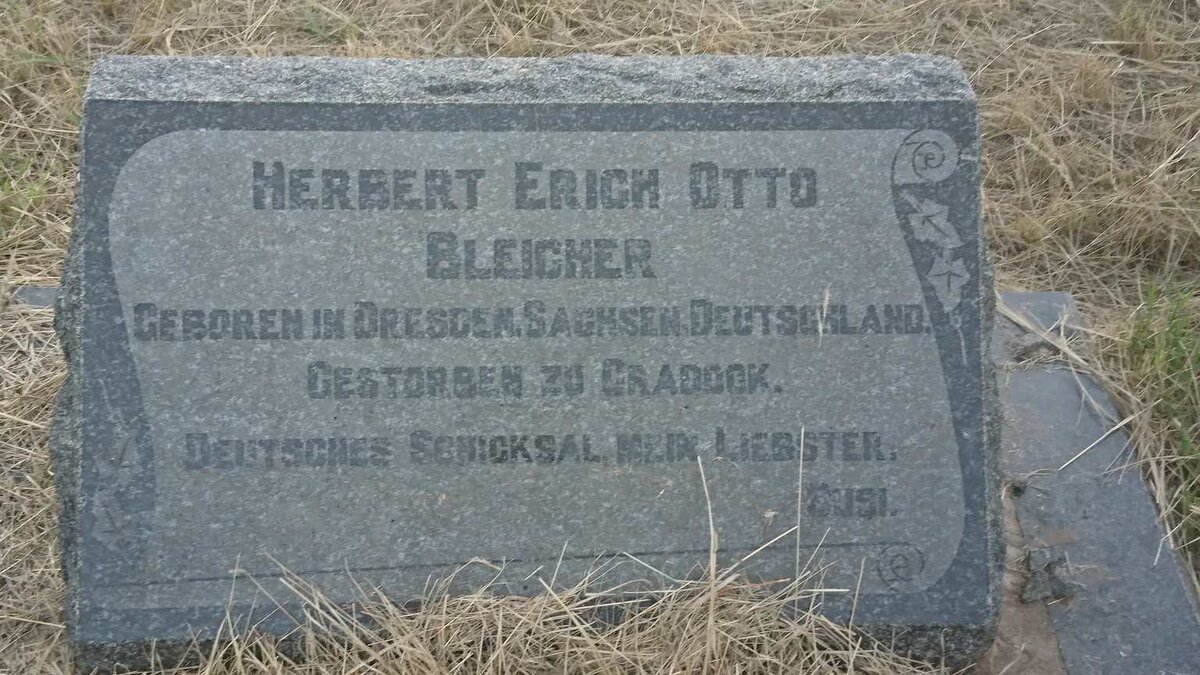 HERBERT ERICH OTTO
BLEICHER
GEBOREN IN DRESDEN, SACHSEN, DEUTSCHLAND.
GESTORBEN ZU CRADOCK.
DEUTSCHES SCHICKSAL, MEIN LIEBSTER.
SUSI.